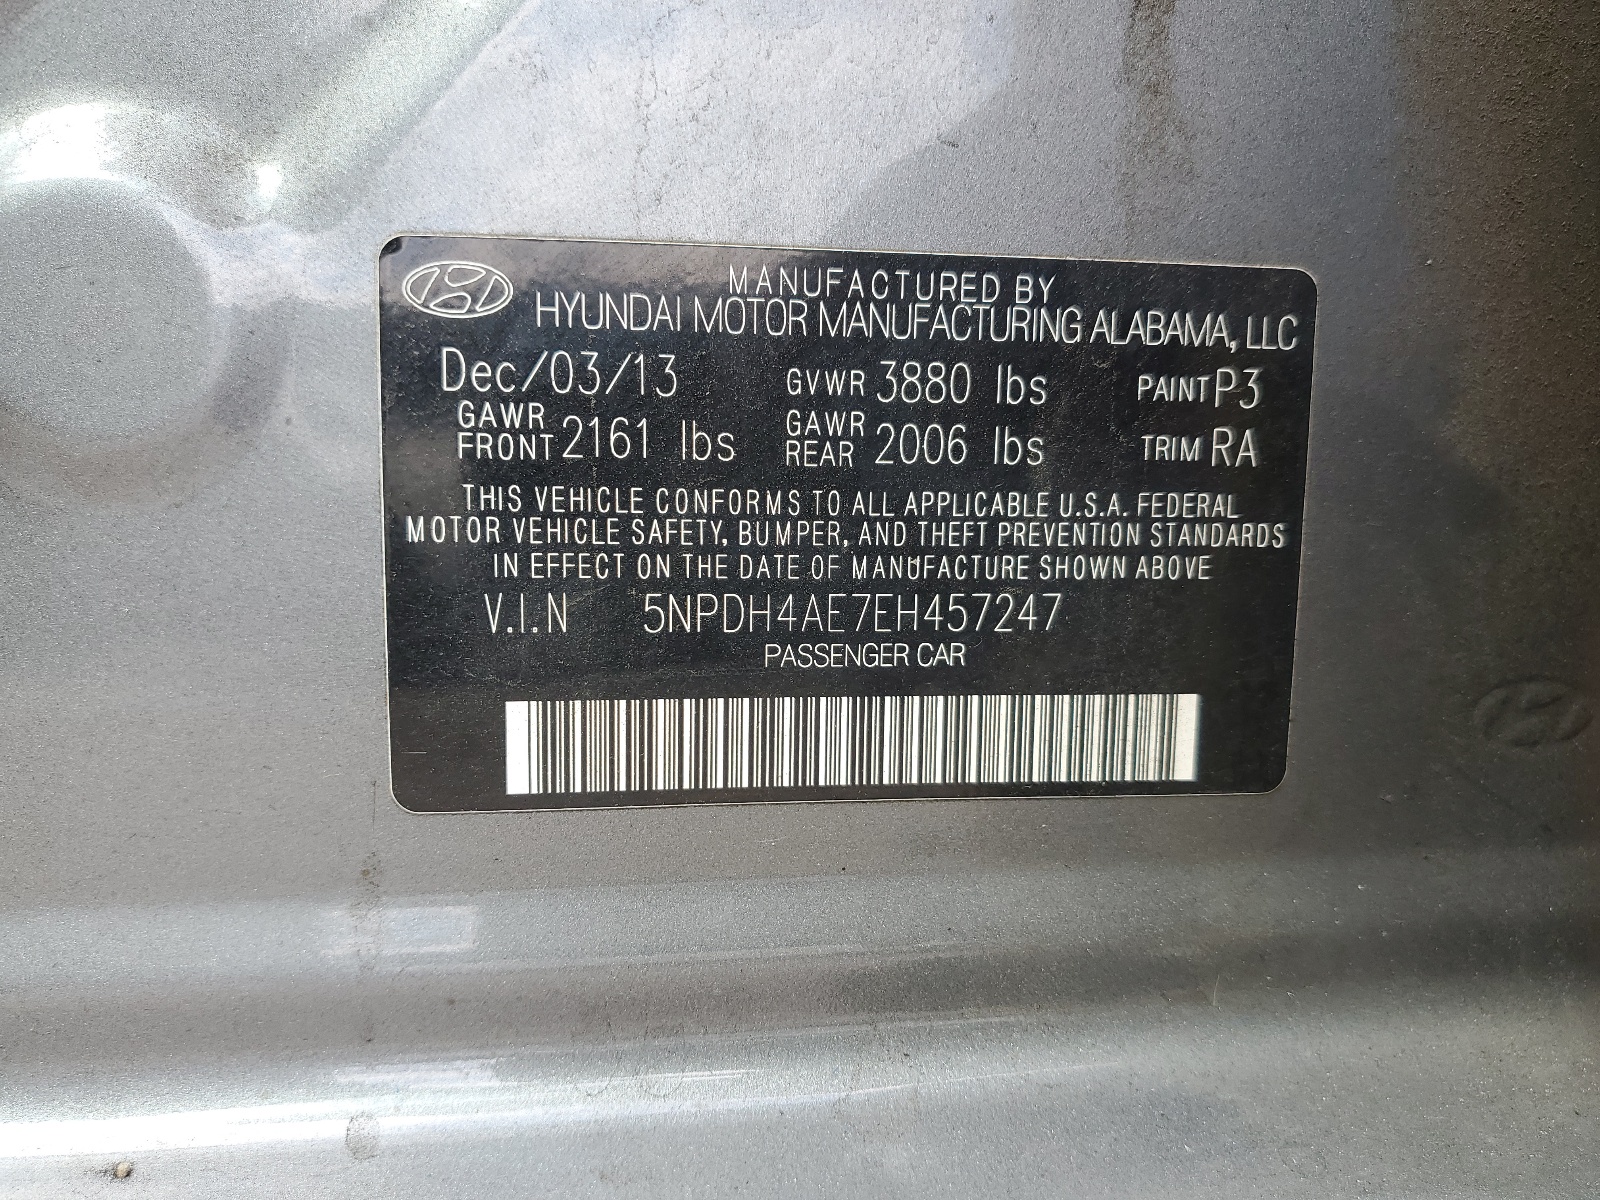 MANUFACTURED BY
HYUNDAI MOTOR MANUFACTURING ALABAMA, LLC
Dec/03/13 GVWR 3880 lbs PAINT P3
GAWR FRONT 2161 lbs GAWR REAR 2006 lbs TRIM RA
THIS VEHICLE CONFORMS TO ALL APPLICABLE U.S.A. FEDERAL
MOTOR VEHICLE SAFETY, BUMPER, AND THEFT PREVENTION STANDARDS
IN EFFECT ON THE DATE OF MANUFACTURE SHOWN ABOVE
V.I.N 5NPDH4AE7EH457247
PASSENGER CAR